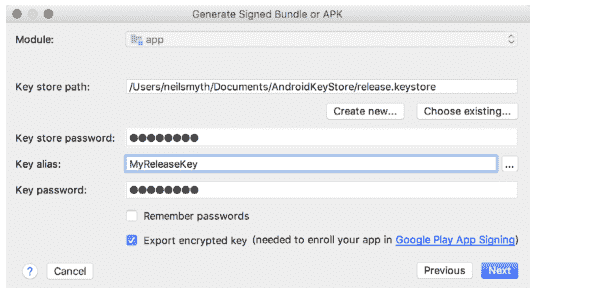 Generate Signed Bundle or APK
Module: app
Key store path: /Users/neilsmyth/Documents/AndroidKeyStore/release.keystore
Create new... Choose existing...
Key store password: ●●●●●●●●
Key alias: MyReleaseKey ...
Key password: ●●●●●●●●
Remember passwords
Export encrypted key (needed to enroll your app in Google Play App Signing)
? Cancel Previous Next